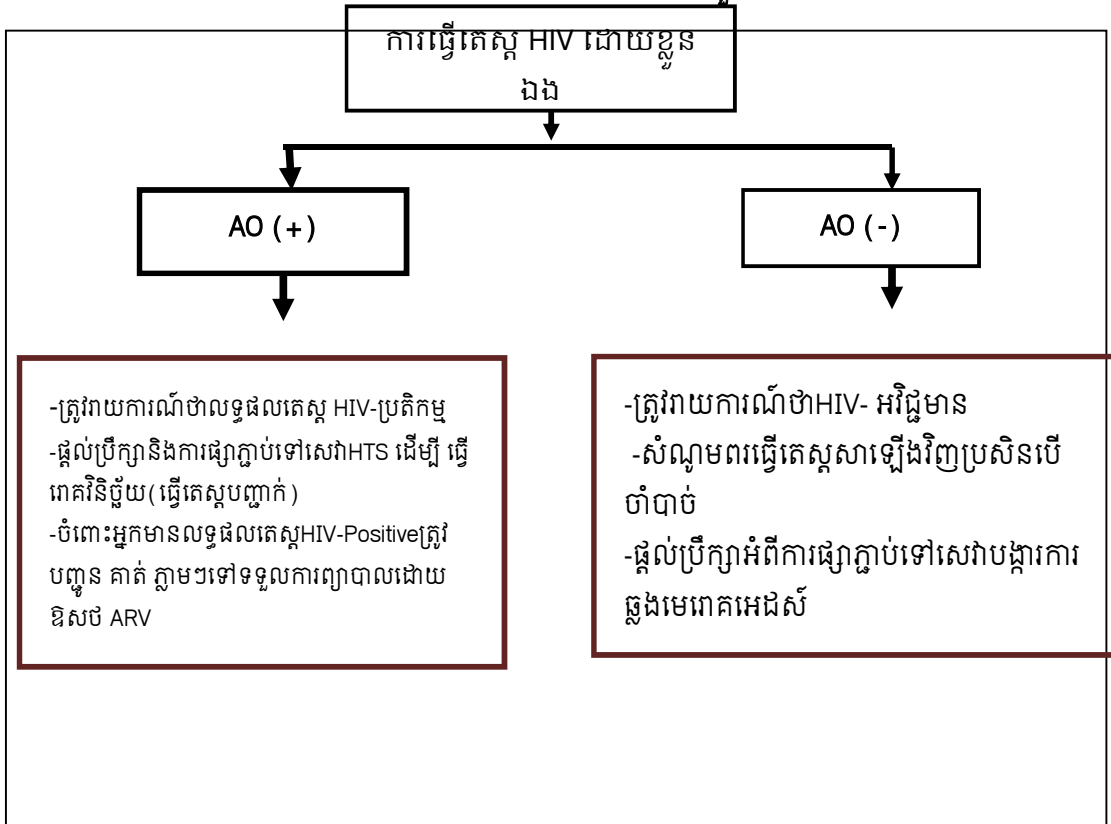 ការធ្វើតេស្ត HIV ដោយខ្លួន
ឯង
AO (+)
AO (-)
-ត្រូវរាយការណ៍ថាលទ្ធផលតេស្ត HIV-ប្រតិកម្ម
-ផ្តល់ប្រឹក្សានិងការផ្សាភ្ជាប់ទៅសេវាHTS ដើម្បី ធ្វើ
រោគវិនិច្ឆ័យ(ធ្វើតេស្តបញ្ជាក់)
-ចំពោះអ្នកមានលទ្ធផលតេស្តHIV-Positiveត្រូវ
បញ្ជូន គាត់ ភ្លាមៗទៅទទួលការព្យាបាលដោយ
ឱសថ ARV
-ត្រូវរាយការណ៍ថាHIV- អវិជ្ជមាន
-សំណូមពរធ្វើតេស្តសាឡើងវិញប្រសិនបើ
ចាំបាច់
-ផ្តល់ប្រឹក្សាអំពីការផ្សាភ្ជាប់ទៅសេវាបង្ការការ
ឆ្លងមេរោគអេដស៍